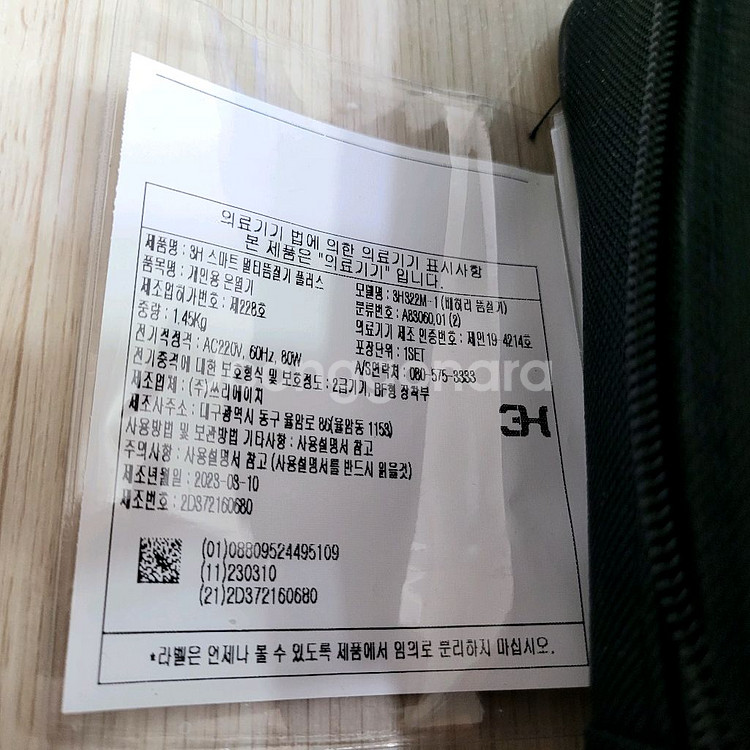 의료기기 법에 의한 의료기기 표시사항
본 제품은 "의료기기" 입니다.
제품명 : 3H 스마트 멀티뜸질기 플러스
품목명 : 개인용 온열기
모델명 : 3H322M-1 (배허리 뜸질기)
제조업허가번호 : 제228호
분류번호 : A83060.01 (2)
중량 : 1.45Kg
의료기기 제조 인증번호 : 제인19-4214호
전기적정격 : AC220V, 60Hz, 80W
포장단위 : 1SET
전기충격에 대한 보호형식 및 보호정도 : 2급기기, BF형 장착부
A/S연락처 : 080-575-3333
제조업체 : (주)쓰리에이치
제조사주소 : 대구광역시 동구 율암로 86(율암동 1158)
사용방법 및 보관방법 기타사항 : 사용설명서 참고
주의사항 : 사용설명서 참고 (사용설명서를 반드시 읽을것)
제조년월일 : 2023-03-10
제조번호 : 2D372160680
3H
(01)08809524495109
(11)230310
(21)2D372160680
*라벨은 언제나 볼 수 있도록 제품에서 임의로 분리하지 마십시오.